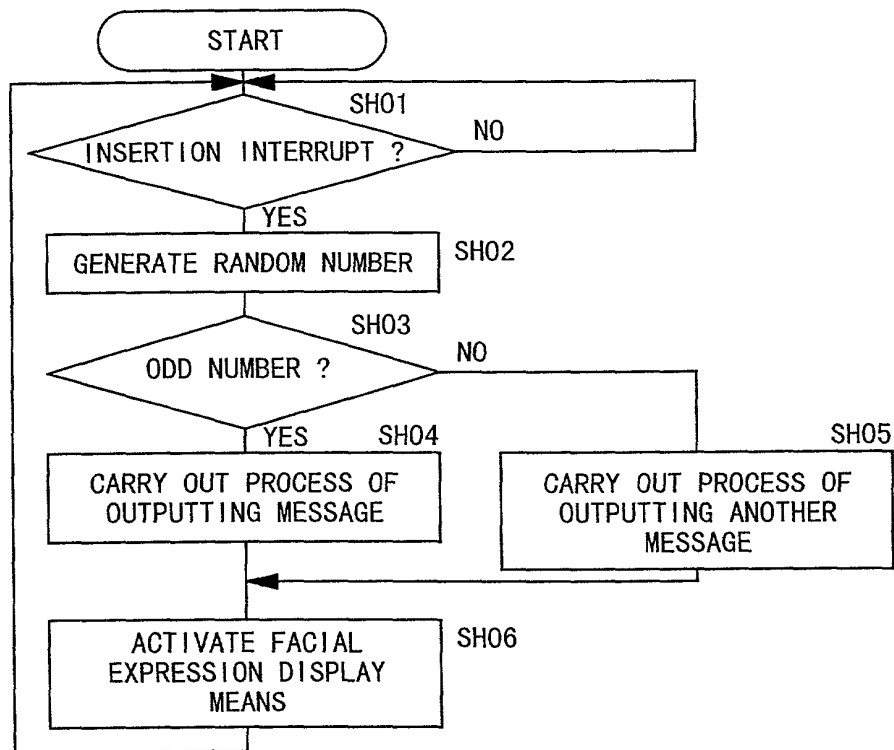 START
SH01
INSERTION INTERRUPT ?
NO
YES
GENERATE RANDOM NUMBER
SH02
SH03
ODD NUMBER ?
NO
YES
SH04
SH05
CARRY OUT PROCESS OF
OUTPUTTING MESSAGE
CARRY OUT PROCESS OF
OUTPUTTING ANOTHER
MESSAGE
ACTIVATE FACIAL
EXPRESSION DISPLAY
MEANS
SH06